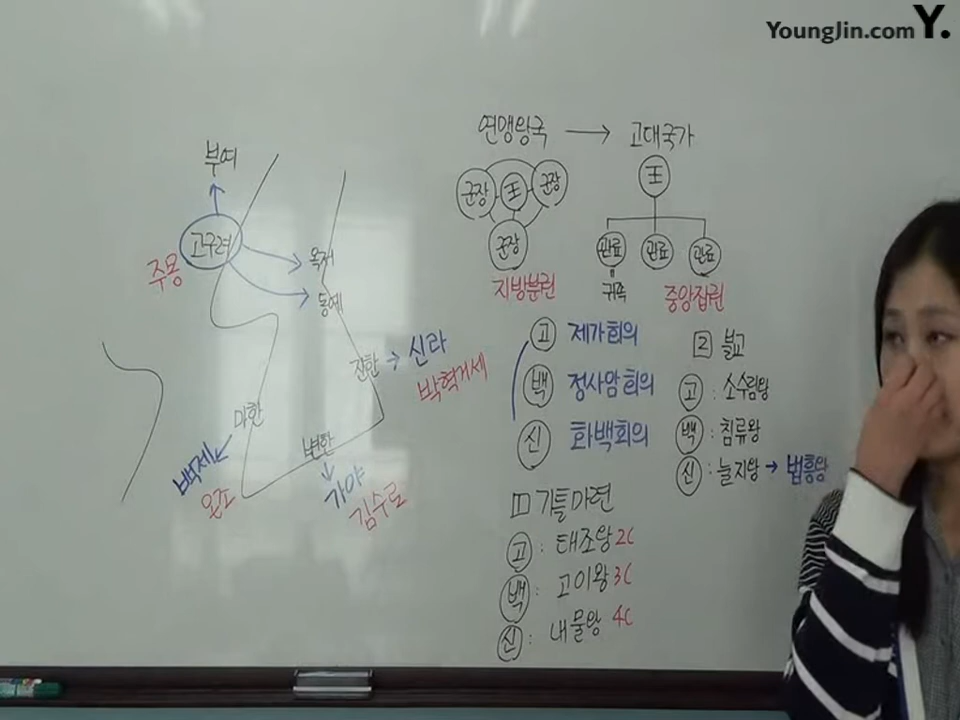 YoungJin.com Y.
부여
고구려
주몽
옥저
동예
진한 → 신라
박혁거세
마한
백제
온조
변한
가야
김수로
연맹왕국 → 고대국가
군장 王 군장
군장
지방분권
王
관료 관료 관료
귀족
중앙집권
고 제가회의
백 정사암회의
신 화백회의
1 기틀마련
고 : 태조왕 2C
백 : 고이왕 3C
신 : 내물왕 4C
2 불교
고 : 소수림왕
백 : 침류왕
신 : 눌지왕 → 법흥왕